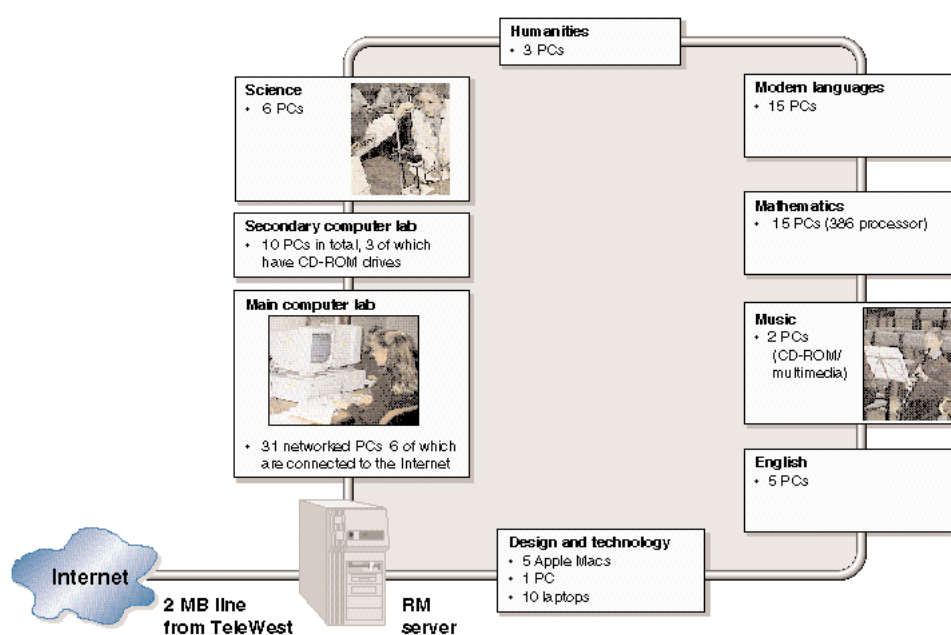 Humanities
• 3 PCs
Science
• 6 PCs
Modern languages
• 15 PCs
Secondary computer lab
• 10 PCs in total, 3 of which
have CD-ROM drives
Mathematics
• 15 PCs (386 processor)
Main computer lab
• 31 networked PCs 6 of which
are connected to the Internet
Music
• 2 PCs
(CD-ROM/
multimedia)
English
• 5 PCs
Design and technology
• 5 Apple Macs
• 1 PC
• 10 laptops
Internet
2 MB line
from TeleWest
RM
server